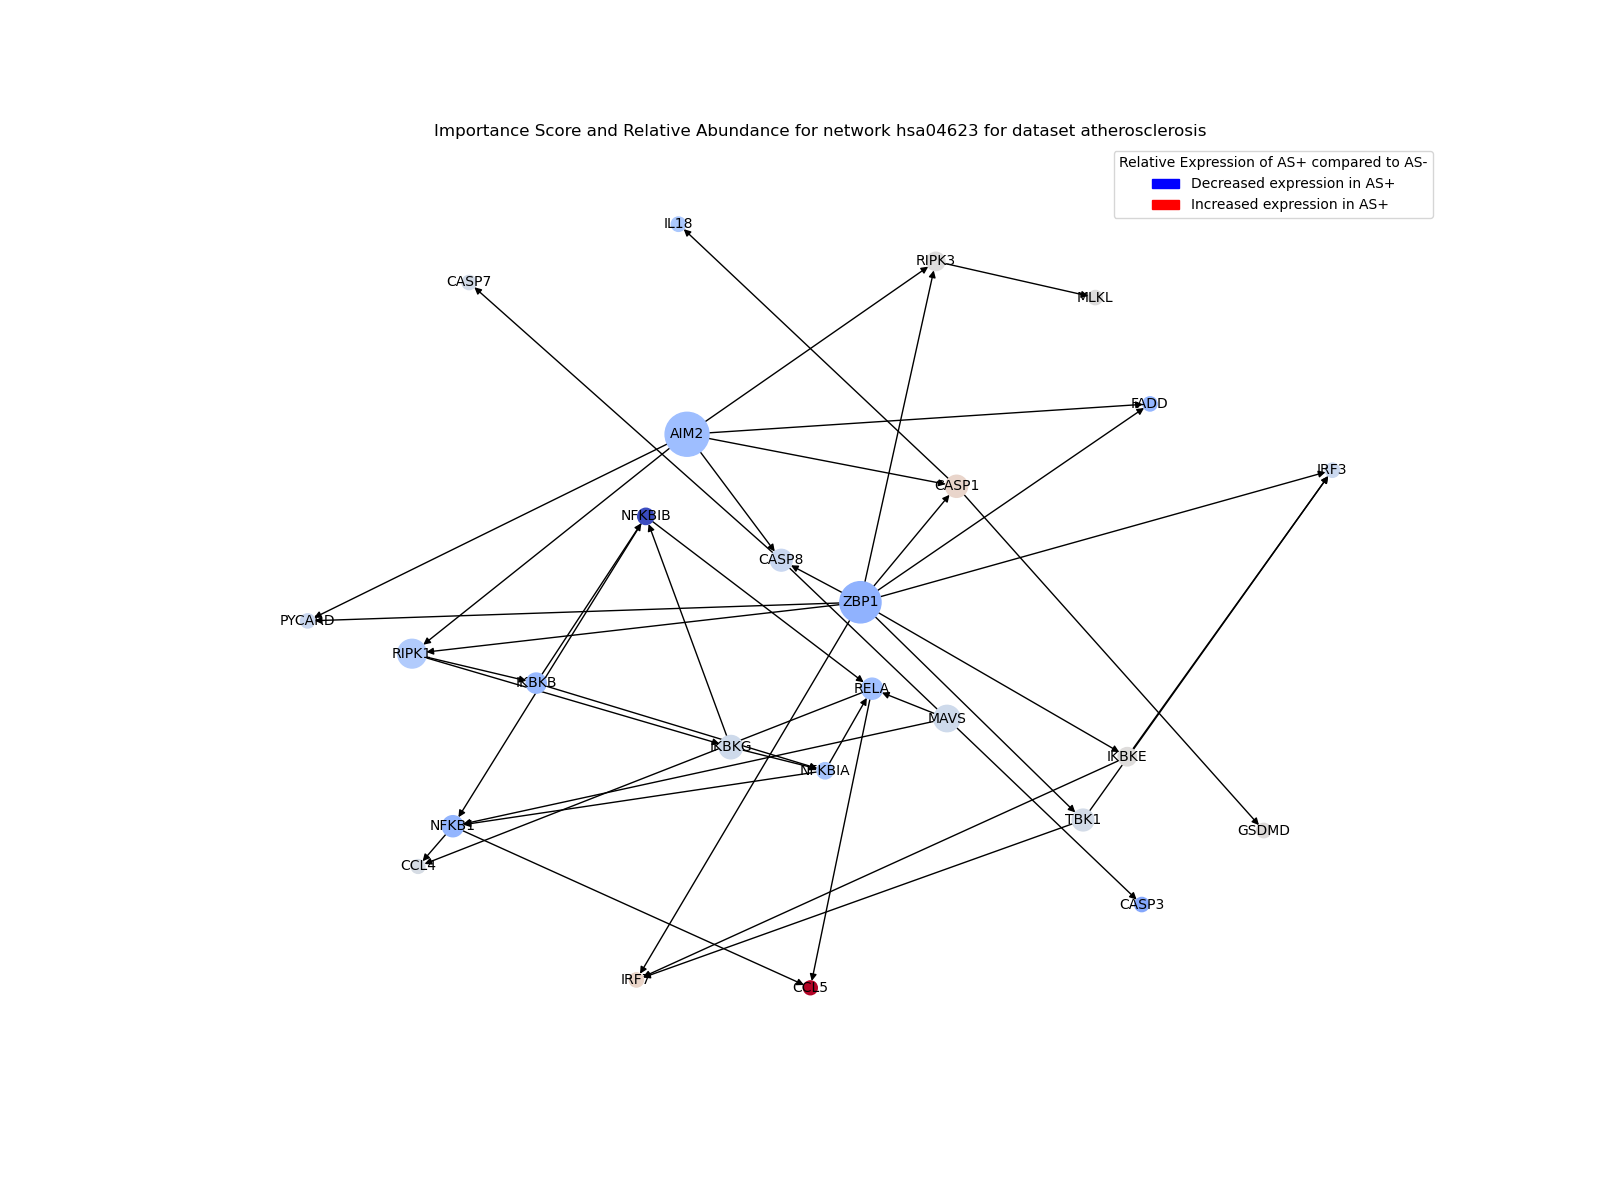 Importance Score and Relative Abundance for network hsa04623 for dataset atherosclerosis
Relative Expression of AS+ compared to AS-
Decreased expression in AS+
Increased expression in AS+
IL18
RIPK3
CASP7
MLKL
FADD
AIM2
IRF3
CASP1
NFKBIB
CASP8
ZBP1
PYCARD
RIPK1
IKBKB
RELA
MAVS
IKBKG
IKBKE
NFKBIA
TBK1
NFKB1
GSDMD
CCL4
CASP3
IRF7
CCL5